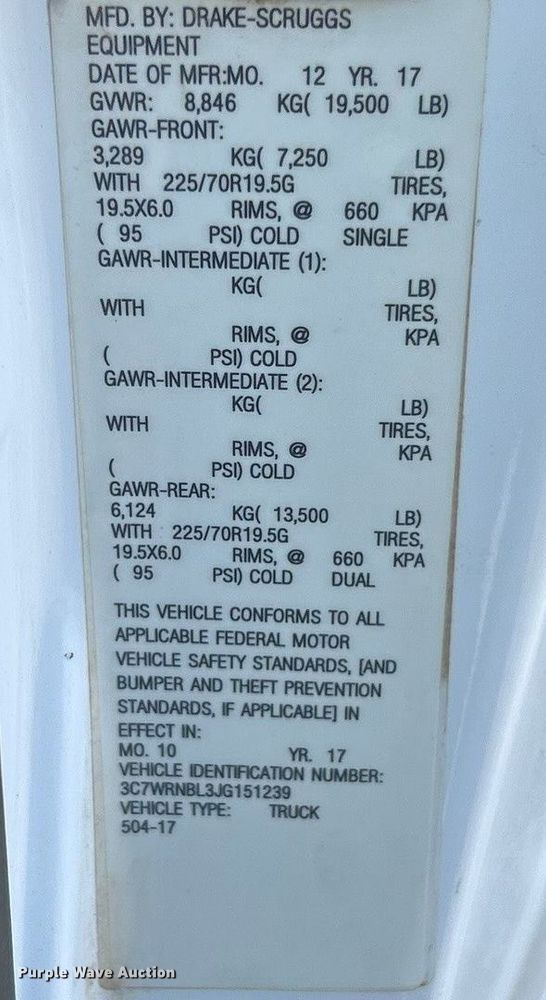 MFD. BY: DRAKE-SCRUGGS
EQUIPMENT
DATE OF MFR:MO. 12 YR. 17
GVWR: 8,846 KG( 19,500 LB)
GAWR-FRONT:
3,289 KG( 7,250 LB)
WITH 225/70R19.5G TIRES,
19.5X6.0 RIMS, @ 660 KPA
( 95 PSI) COLD SINGLE
GAWR-INTERMEDIATE (1):
KG( LB)
WITH TIRES,
RIMS, @ KPA
( PSI) COLD
GAWR-INTERMEDIATE (2):
KG( LB)
WITH TIRES,
RIMS, @ KPA
( PSI) COLD
GAWR-REAR:
6,124 KG( 13,500 LB)
WITH 225/70R19.5G TIRES,
19.5X6.0 RIMS, @ 660 KPA
( 95 PSI) COLD DUAL
THIS VEHICLE CONFORMS TO ALL
APPLICABLE FEDERAL MOTOR
VEHICLE SAFETY STANDARDS, [AND
BUMPER AND THEFT PREVENTION
STANDARDS, IF APPLICABLE] IN
EFFECT IN:
MO. 10 YR. 17
VEHICLE IDENTIFICATION NUMBER:
3C7WRNBL3JG151239
VEHICLE TYPE: TRUCK
504-17
Purple Wave Auction